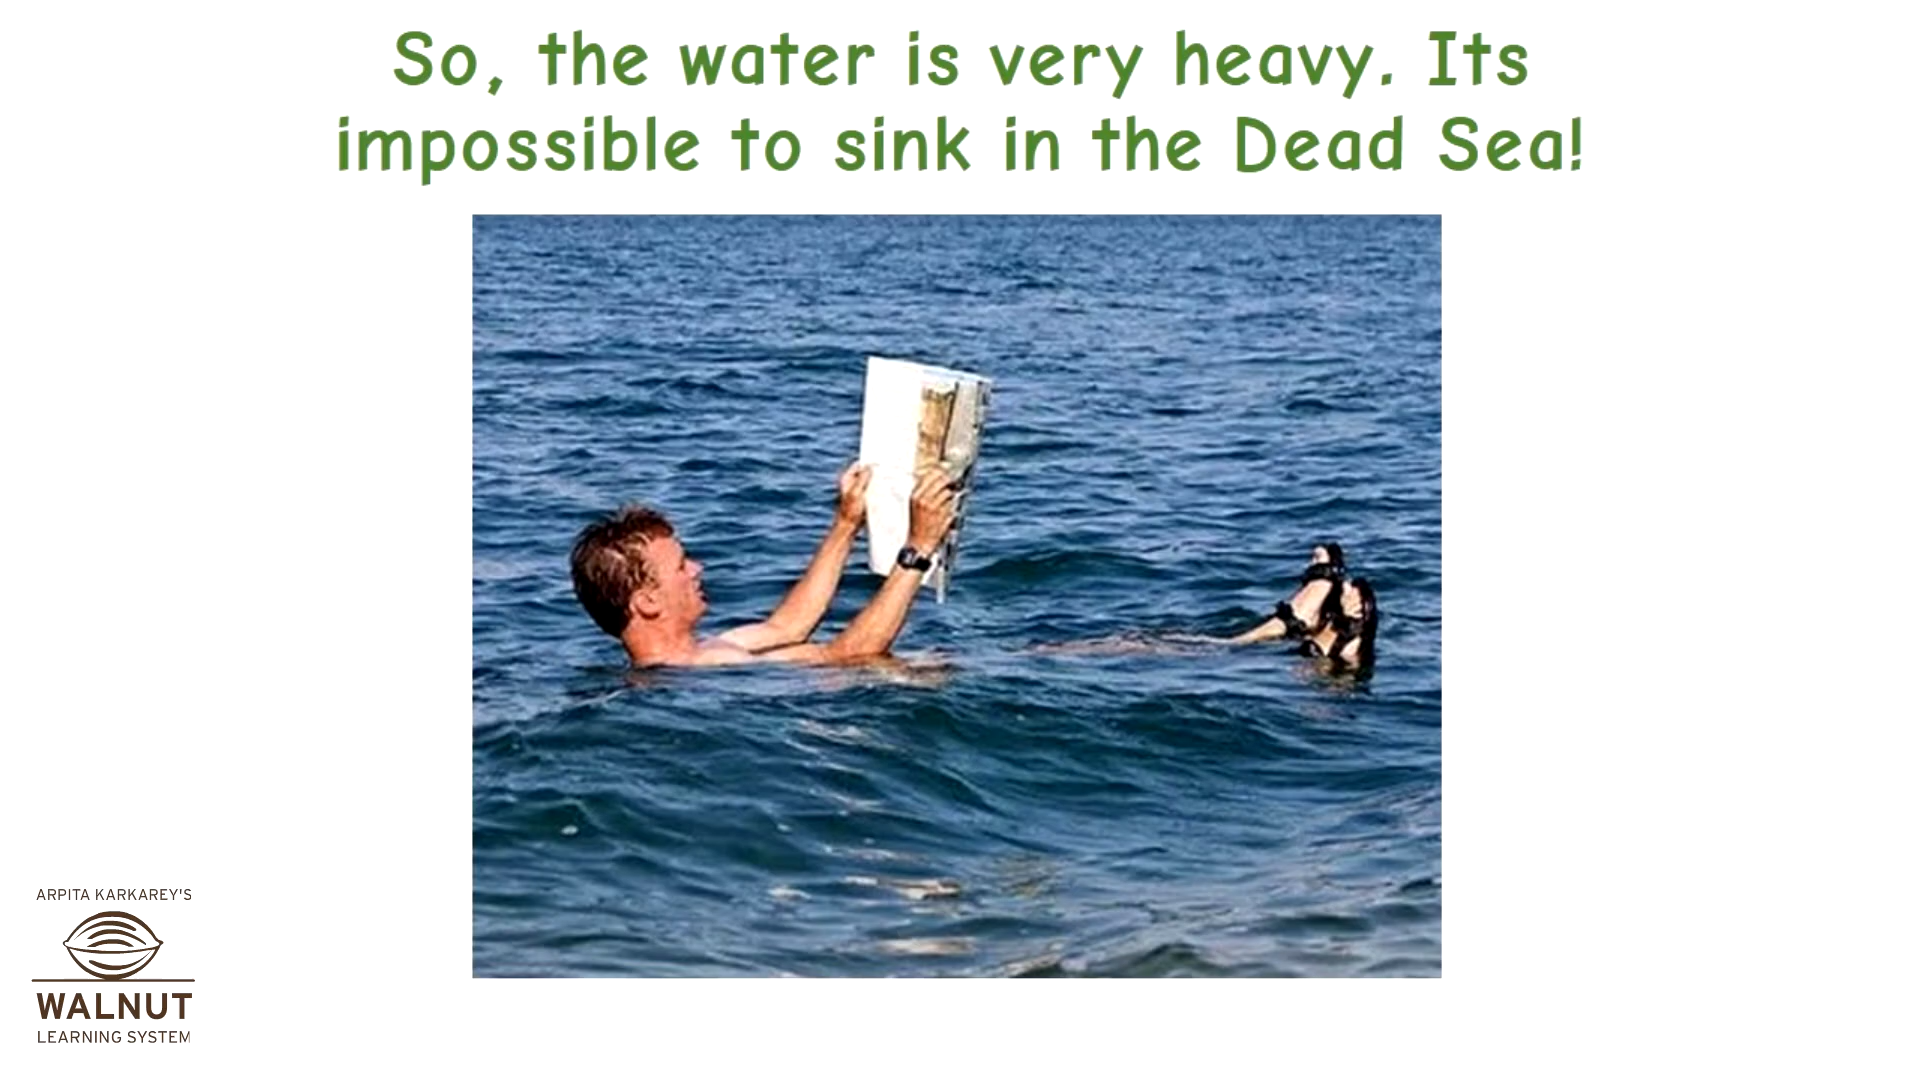 So, the water is very heavy. Its
impossible to sink in the Dead Sea!
ARPITA KARKAREY'S
WALNUT
LEARNING SYSTEM